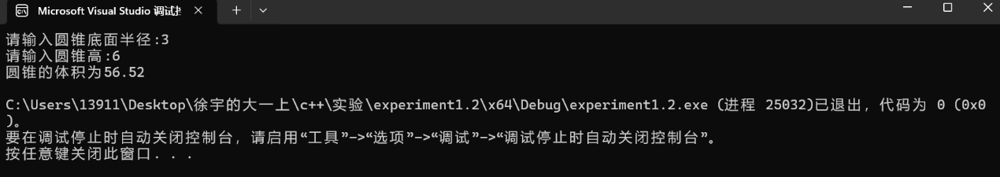 Microsoft Visual Studio 调试
请输入圆锥底面半径:3
请输入圆锥高:6
圆锥的体积为56.52
C:\Users\13911\Desktop\徐宇的大一上\c++\实验\experiment1.2\x64\Debug\experiment1.2.exe (进程 25032)已退出，代码为 0 (0x0
)。
要在调试停止时自动关闭控制台，请启用“工具”->“选项”->“调试”->“调试停止时自动关闭控制台”。
按任意键关闭此窗口. . .